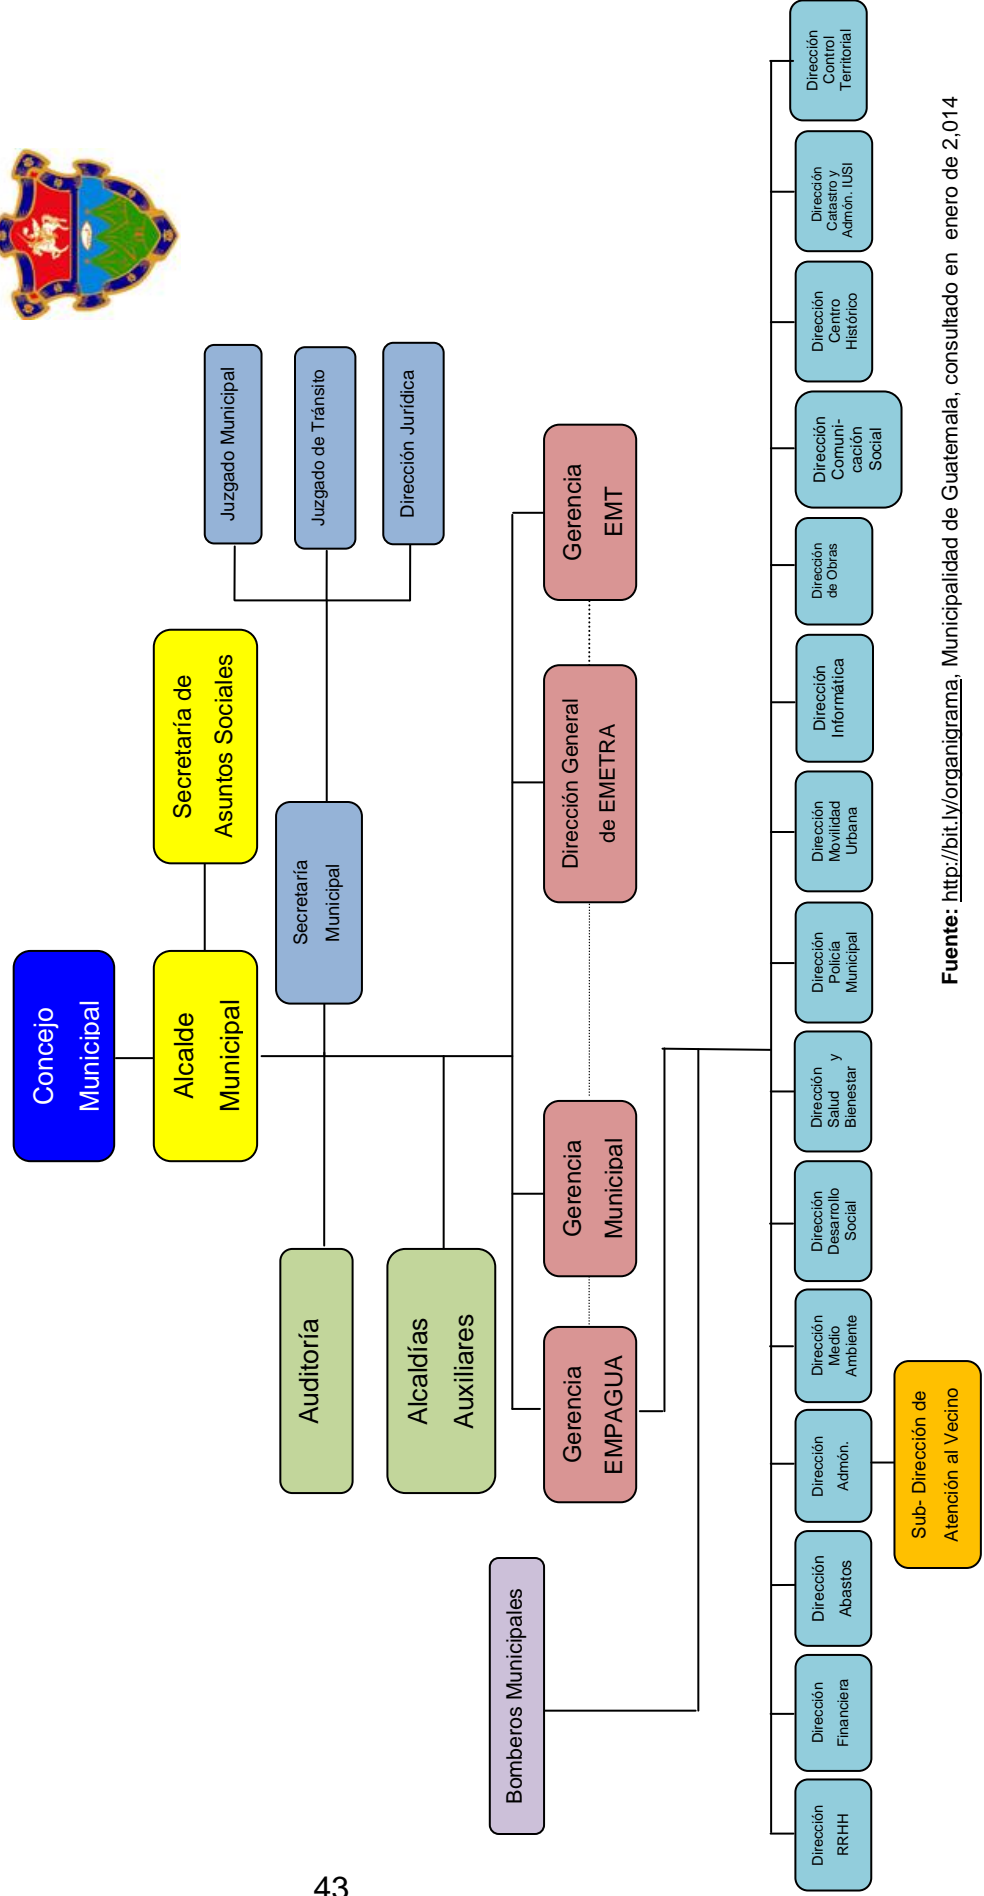 Concejo
Municipal
Alcalde
Municipal
Secretaría de
Asuntos Sociales
Secretaría
Municipal
Juzgado Municipal
Juzgado de Tránsito
Dirección Jurídica
Auditoría
Alcaldías
Auxiliares
Gerencia
EMPAGUA
Gerencia
Municipal
Dirección General
de EMETRA
Gerencia
EMT
Bomberos Municipales
Dirección
RRHH
Dirección
Financiera
Dirección
Abastos
Dirección
Admón.
Dirección
Medio
Ambiente
Dirección
Desarrollo
Social
Dirección
Salud y
Bienestar
Dirección
Policía
Municipal
Dirección
Movilidad
Urbana
Dirección
Informática
Dirección
de Obras
Dirección
Comuni-
cación
Social
Dirección
Centro
Histórico
Dirección
Catastro y
Admón. IUSI
Dirección
Control
Territorial
Sub- Dirección de
Atención al Vecino
Fuente: http://bit.ly/organigrama, Municipalidad de Guatemala, consultado en enero de 2,014
43